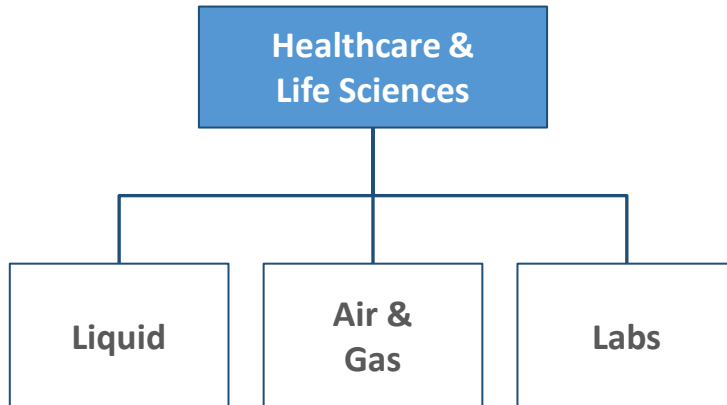 Healthcare &
Life Sciences
Liquid
Air &
Gas
Labs